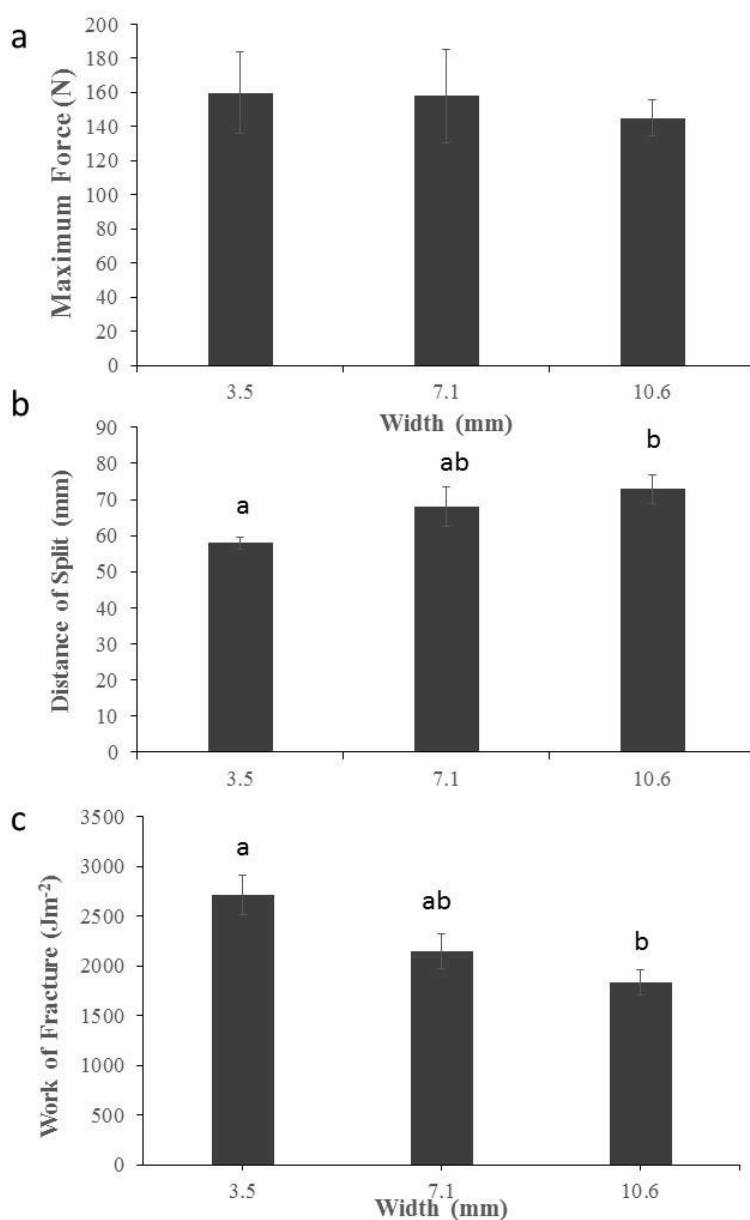 a
Maximum Force (N)
200
180
160
140
120
100
80
60
40
20
0
3.5 7.1 10.6
Width (mm)
b
Distance of Split (mm)
90
80
70
60
50
40
30
20
10
0
a ab b
3.5 7.1 10.6
c
Work of Fracture (Jm⁻²)
3500
3000
2500
2000
1500
1000
500
0
a ab b
3.5 7.1 10.6
Width (mm)